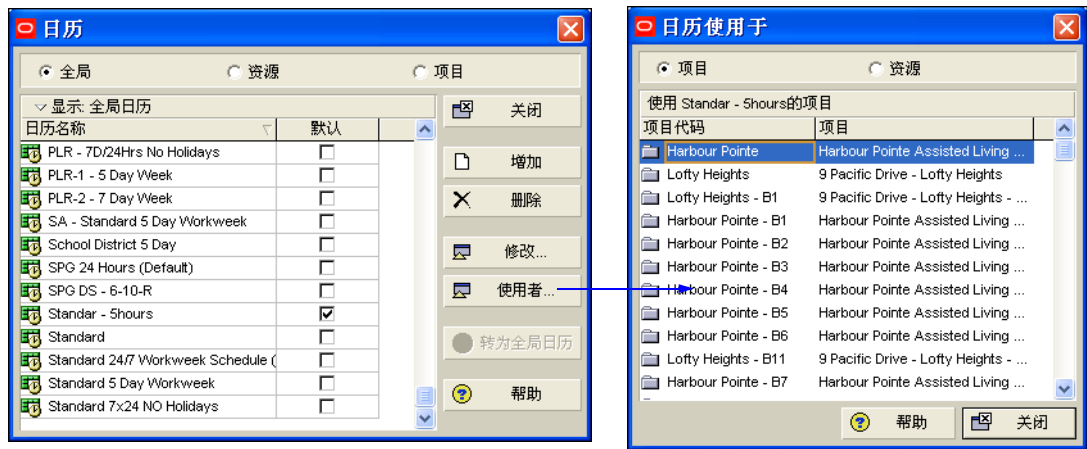 日历
全局 资源 项目
显示: 全局日历
日历名称 默认
PLR - 7D/24Hrs No Holidays
PLR-1 - 5 Day Week
PLR-2 - 7 Day Week
SA - Standard 5 Day Workweek
School District 5 Day
SPG 24 Hours (Default)
SPG DS - 6-10-R
Standar - 5hours
Standard
Standard 24/7 Workweek Schedule (
Standard 5 Day Workweek
Standard 7x24 NO Holidays
关闭
增加
删除
修改...
使用者...
转为全局日历
帮助
日历使用于
项目 资源
使用 Standar - 5hours的项目
项目代码 项目
Harbour Pointe Harbour Pointe Assisted Living ...
Lofty Heights 9 Pacific Drive - Lofty Heights
Lofty Heights - B1 9 Pacific Drive - Lofty Heights - ...
Harbour Pointe - B1 Harbour Pointe Assisted Living ...
Harbour Pointe - B2 Harbour Pointe Assisted Living ...
Harbour Pointe - B3 Harbour Pointe Assisted Living ...
Harbour Pointe - B4 Harbour Pointe Assisted Living ...
Harbour Pointe - B5 Harbour Pointe Assisted Living ...
Harbour Pointe - B6 Harbour Pointe Assisted Living ...
Lofty Heights - B11 9 Pacific Drive - Lofty Heights - ...
Harbour Pointe - B7 Harbour Pointe Assisted Living ...
帮助 关闭